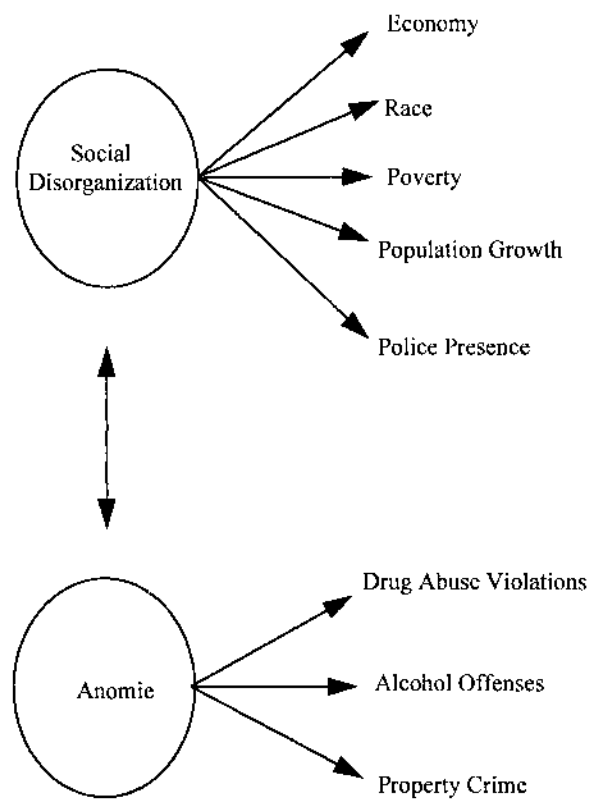 Economy
Race
Social
Disorganization
Poverty
Population Growth
Police Presence
Drug Abuse Violations
Anomie
Alcohol Offenses
Property Crime